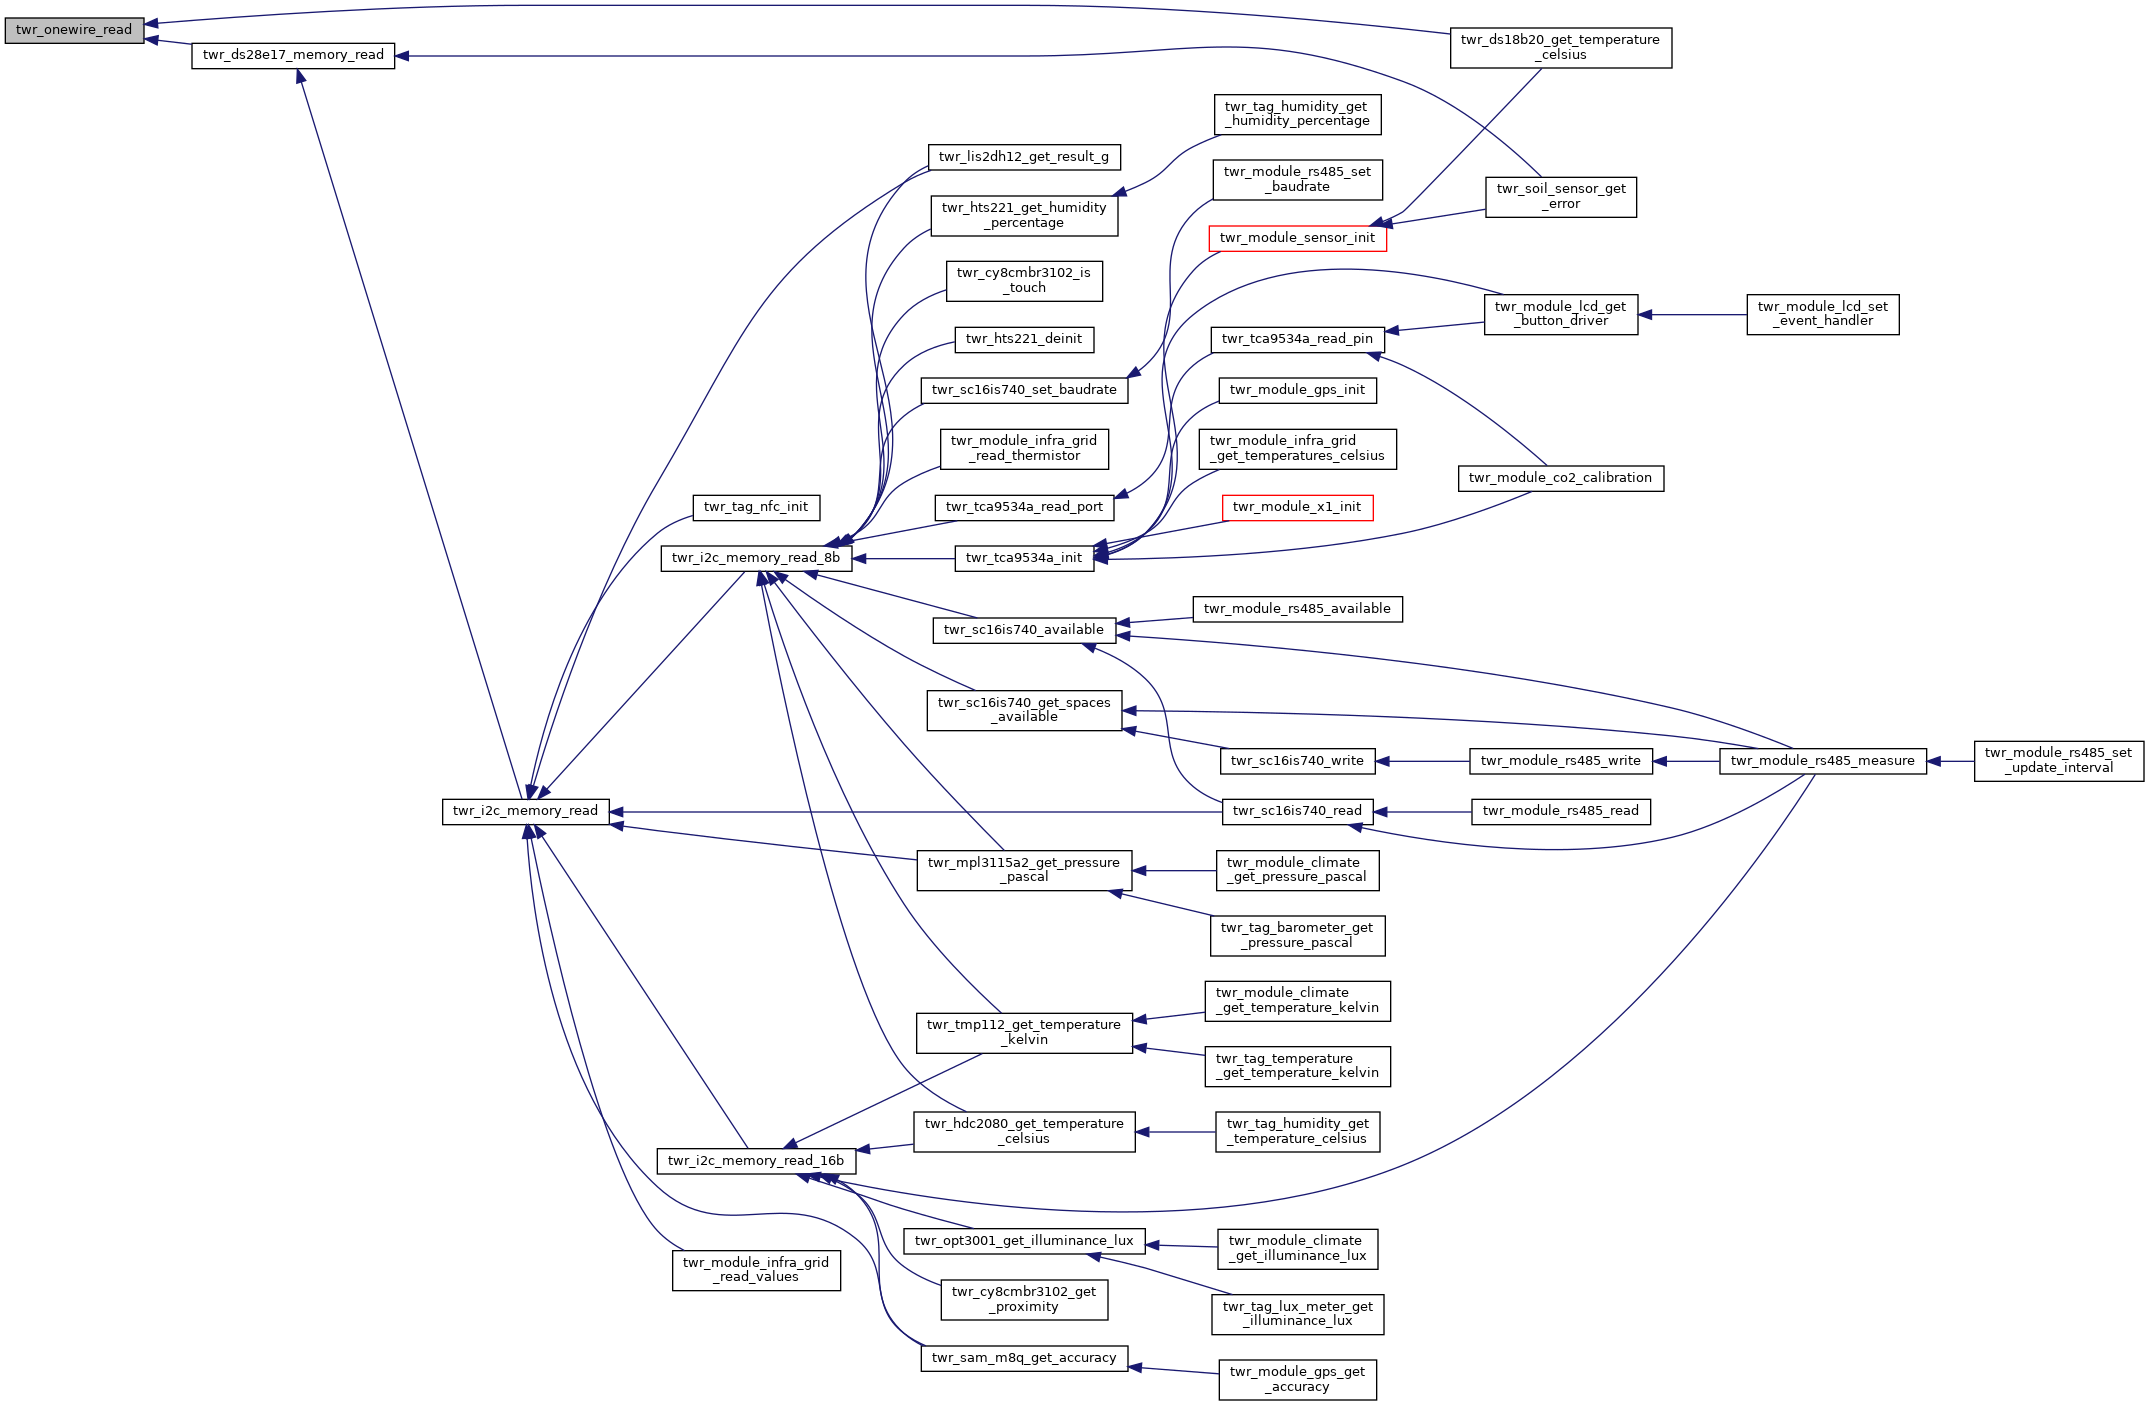 twr_onewire_read
twr_ds28e17_memory_read
twr_ds18b20_get_temperature
_celsius
twr_tag_humidity_get
_humidity_percentage
twr_lis2dh12_get_result_g
twr_module_rs485_set
_baudrate
twr_soil_sensor_get
_error
twr_hts221_get_humidity
_percentage
twr_module_sensor_init
twr_cy8cmbr3102_is
_touch
twr_module_lcd_get
_button_driver
twr_module_lcd_set
_event_handler
twr_hts221_deinit
twr_tca9534a_read_pin
twr_sc16is740_set_baudrate
twr_module_gps_init
twr_module_infra_grid
_read_thermistor
twr_module_infra_grid
_get_temperatures_celsius
twr_module_co2_calibration
twr_tag_nfc_init
twr_tca9534a_read_port
twr_module_x1_init
twr_i2c_memory_read_8b
twr_tca9534a_init
twr_module_rs485_available
twr_sc16is740_available
twr_sc16is740_get_spaces
_available
twr_sc16is740_write
twr_module_rs485_write
twr_module_rs485_measure
twr_module_rs485_set
_update_interval
twr_i2c_memory_read
twr_sc16is740_read
twr_module_rs485_read
twr_mpl3115a2_get_pressure
_pascal
twr_module_climate
_get_pressure_pascal
twr_tag_barometer_get
_pressure_pascal
twr_module_climate
_get_temperature_kelvin
twr_tmp112_get_temperature
_kelvin
twr_tag_temperature
_get_temperature_kelvin
twr_hdc2080_get_temperature
_celsius
twr_tag_humidity_get
_temperature_celsius
twr_i2c_memory_read_16b
twr_opt3001_get_illuminance_lux
twr_module_climate
_get_illuminance_lux
twr_module_infra_grid
_read_values
twr_cy8cmbr3102_get
_proximity
twr_tag_lux_meter_get
_illuminance_lux
twr_sam_m8q_get_accuracy
twr_module_gps_get
_accuracy